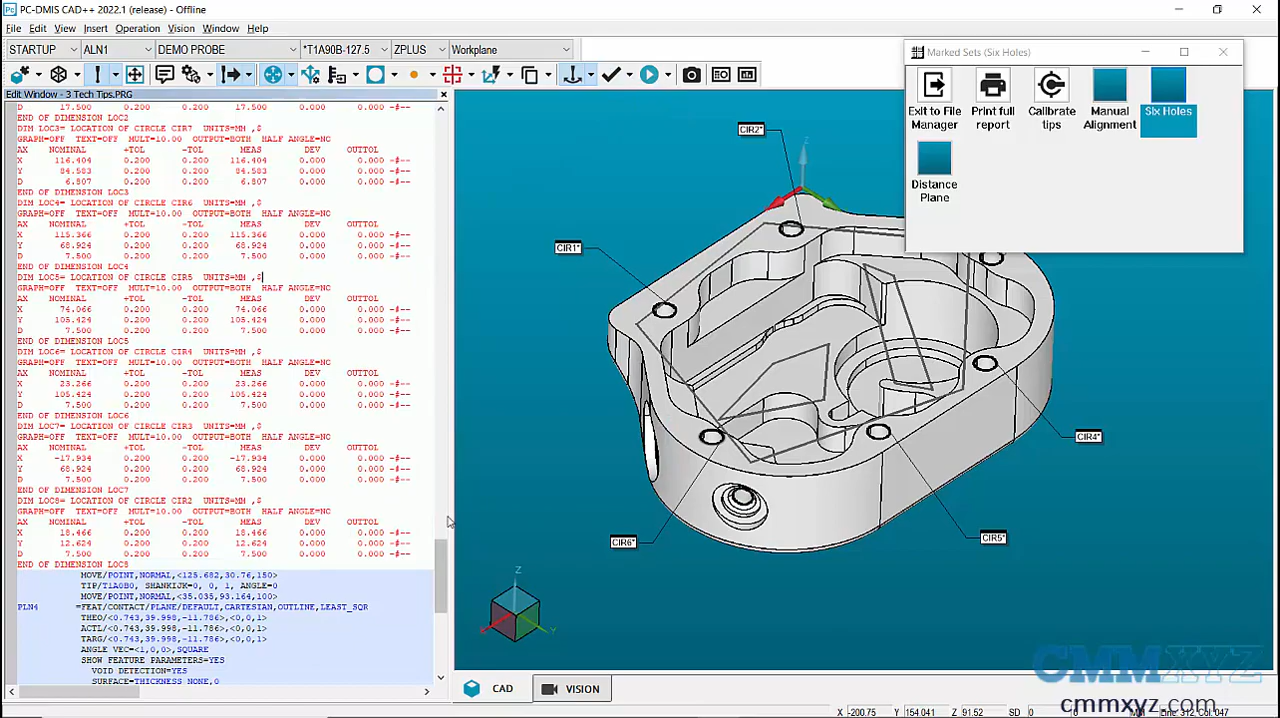 PC-DMIS CAD++ 2022.1 (release) - Offline
File Edit View Insert Operation Vision Window Help
STARTUP ALN1 DEMO PROBE *T1A90B-127.5 ZPLUS Workplane
Edit Window - 3 Tech Tips.PRG
D 17.500 0.200 0.200 17.500 0.000 0.000 -#--
END OF DIMENSION LOC2
DIM LOC3= LOCATION OF CIRCLE CIR7 UNITS=MM ,$
GRAPH=OFF TEXT=OFF MULT=10.00 OUTPUT=BOTH HALF ANGLE=NO
AX NOMINAL +TOL -TOL MEAS DEV OUTTOL
X 116.404 0.200 0.200 116.404 0.000 0.000 -#--
Y 84.583 0.200 0.200 84.583 0.000 0.000 -#--
D 6.807 0.200 0.200 6.807 0.000 0.000 -#--
END OF DIMENSION LOC3
DIM LOC4= LOCATION OF CIRCLE CIR6 UNITS=MM ,$
GRAPH=OFF TEXT=OFF MULT=10.00 OUTPUT=BOTH HALF ANGLE=NO
AX NOMINAL +TOL -TOL MEAS DEV OUTTOL
X 115.366 0.200 0.200 115.366 0.000 0.000 -#--
Y 68.924 0.200 0.200 68.924 0.000 0.000 -#--
D 7.500 0.200 0.200 7.500 0.000 0.000 -#--
END OF DIMENSION LOC4
DIM LOC5= LOCATION OF CIRCLE CIR5 UNITS=MM ,$
GRAPH=OFF TEXT=OFF MULT=10.00 OUTPUT=BOTH HALF ANGLE=NO
AX NOMINAL +TOL -TOL MEAS DEV OUTTOL
X 74.066 0.200 0.200 74.066 0.000 0.000 -#--
Y 105.424 0.200 0.200 105.424 0.000 0.000 -#--
D 7.500 0.200 0.200 7.500 0.000 0.000 -#--
END OF DIMENSION LOC5
DIM LOC6= LOCATION OF CIRCLE CIR4 UNITS=MM ,$
GRAPH=OFF TEXT=OFF MULT=10.00 OUTPUT=BOTH HALF ANGLE=NO
AX NOMINAL +TOL -TOL MEAS DEV OUTTOL
X 23.266 0.200 0.200 23.266 0.000 0.000 -#--
Y 105.424 0.200 0.200 105.424 0.000 0.000 -#--
D 7.500 0.200 0.200 7.500 0.000 0.000 -#--
END OF DIMENSION LOC6
DIM LOC7= LOCATION OF CIRCLE CIR3 UNITS=MM ,$
GRAPH=OFF TEXT=OFF MULT=10.00 OUTPUT=BOTH HALF ANGLE=NO
AX NOMINAL +TOL -TOL MEAS DEV OUTTOL
X -17.934 0.200 0.200 -17.934 0.000 0.000 -#--
Y 68.924 0.200 0.200 68.924 0.000 0.000 -#--
D 7.500 0.200 0.200 7.500 0.000 0.000 -#--
END OF DIMENSION LOC7
DIM LOC8= LOCATION OF CIRCLE CIR2 UNITS=MM ,$
GRAPH=OFF TEXT=OFF MULT=10.00 OUTPUT=BOTH HALF ANGLE=NO
AX NOMINAL +TOL -TOL MEAS DEV OUTTOL
X 18.466 0.200 0.200 18.466 0.000 0.000 -#--
Y 12.624 0.200 0.200 12.624 0.000 0.000 -#--
D 7.500 0.200 0.200 7.500 0.000 0.000 -#--
END OF DIMENSION LOC8
MOVE/POINT,NORMAL,<125.682,30.76,150>
TIP/T1A0B0, SHANKIJK=0, 0, 1, ANGLE=0
MOVE/POINT,NORMAL,<35.035,93.164,100>
PLN4 =FEAT/CONTACT/PLANE/DEFAULT,CARTESIAN,OUTLINE,LEAST_SQR
THEO/<0.743,39.998,-11.786>,<0,0,1>
ACTL/<0.743,39.998,-11.786>,<0,0,1>
TARG/<0.743,39.998,-11.786>,<0,0,1>
ANGLE VEC=<1,0,0>,SQUARE
SHOW FEATURE PARAMETERS=YES
VOID DETECTION=YES
SURFACE=THICKNESS_NONE,0
Marked Sets (Six Holes)
Exit to File Manager
Print full report
Calibrate tips
Manual Alignment
Six Holes
Distance Plane
CIR2*
CIR1*
CIR4*
CIR5*
CIR6*
Z
X
Y
CAD VISION
CMMXYZ
cmmxyz.com
X -200.75 Y 154.041 Z 91.52 SD 0